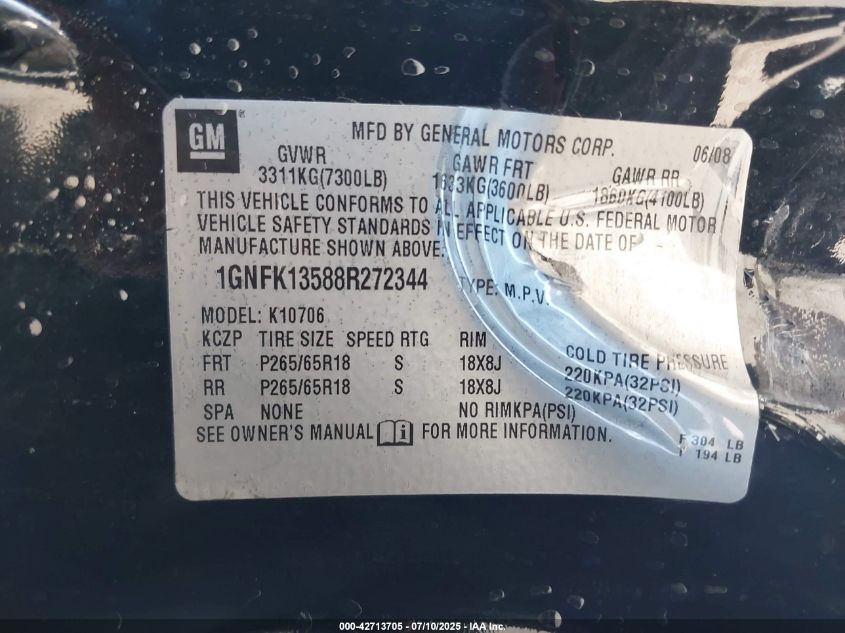 GM
MFD BY GENERAL MOTORS CORP. 06/08
GVWR GAWR FRT GAWR RR
3311KG(7300LB) 1633KG(3600LB) 1860KG(4100LB)
THIS VEHICLE CONFORMS TO ALL APPLICABLE U.S. FEDERAL MOTOR
VEHICLE SAFETY STANDARDS IN EFFECT ON THE DATE OF
MANUFACTURE SHOWN ABOVE.
1GNFK13588R272344 TYPE: M.P.V.
MODEL: K10706
KCZP TIRE SIZE SPEED RTG RIM COLD TIRE PRESSURE
FRT P265/65R18 S 18X8J 220KPA(32PSI)
RR P265/65R18 S 18X8J 220KPA(32PSI)
SPA NONE NO RIMKPA(PSI)
SEE OWNER'S MANUAL FOR MORE INFORMATION.
F 304 LB
194 LB
000-42713705 - 07/10/2025 - IAA Inc.